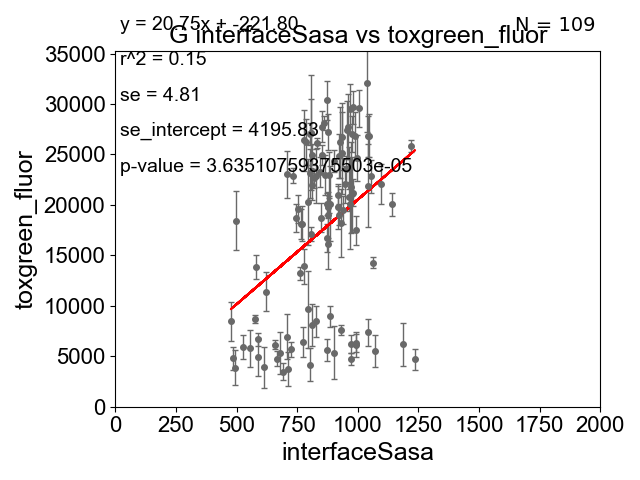 y = 20.75x + -221.80
N = 109
G interfaceSasa vs toxgreen_fluor
r^2 = 0.15
se = 4.81
se_intercept = 4195.83
p-value = 3.63510759375503e-05
35000
30000
25000
20000
15000
10000
5000
0
toxgreen_fluor
0 250 500 750 1000 1250 1500 1750 2000
interfaceSasa